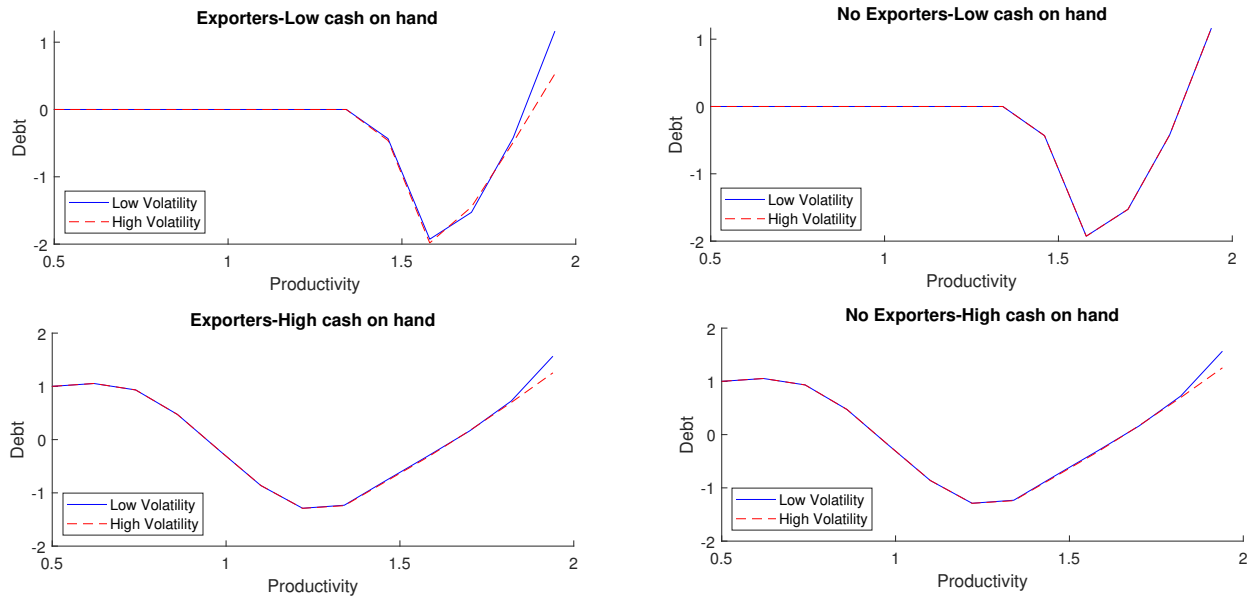 Exporters-Low cash on hand
1
0
-1
-2
Debt
Low Volatility
High Volatility
0.5
1
1.5
2
Productivity
No Exporters-Low cash on hand
1
0
-1
-2
Debt
Low Volatility
High Volatility
0.5
1
1.5
2
Productivity
Exporters-High cash on hand
2
1
0
-1
-2
Debt
Low Volatility
High Volatility
0.5
1
1.5
2
Productivity
No Exporters-High cash on hand
2
1
0
-1
-2
Debt
Low Volatility
High Volatility
0.5
1
1.5
2
Productivity